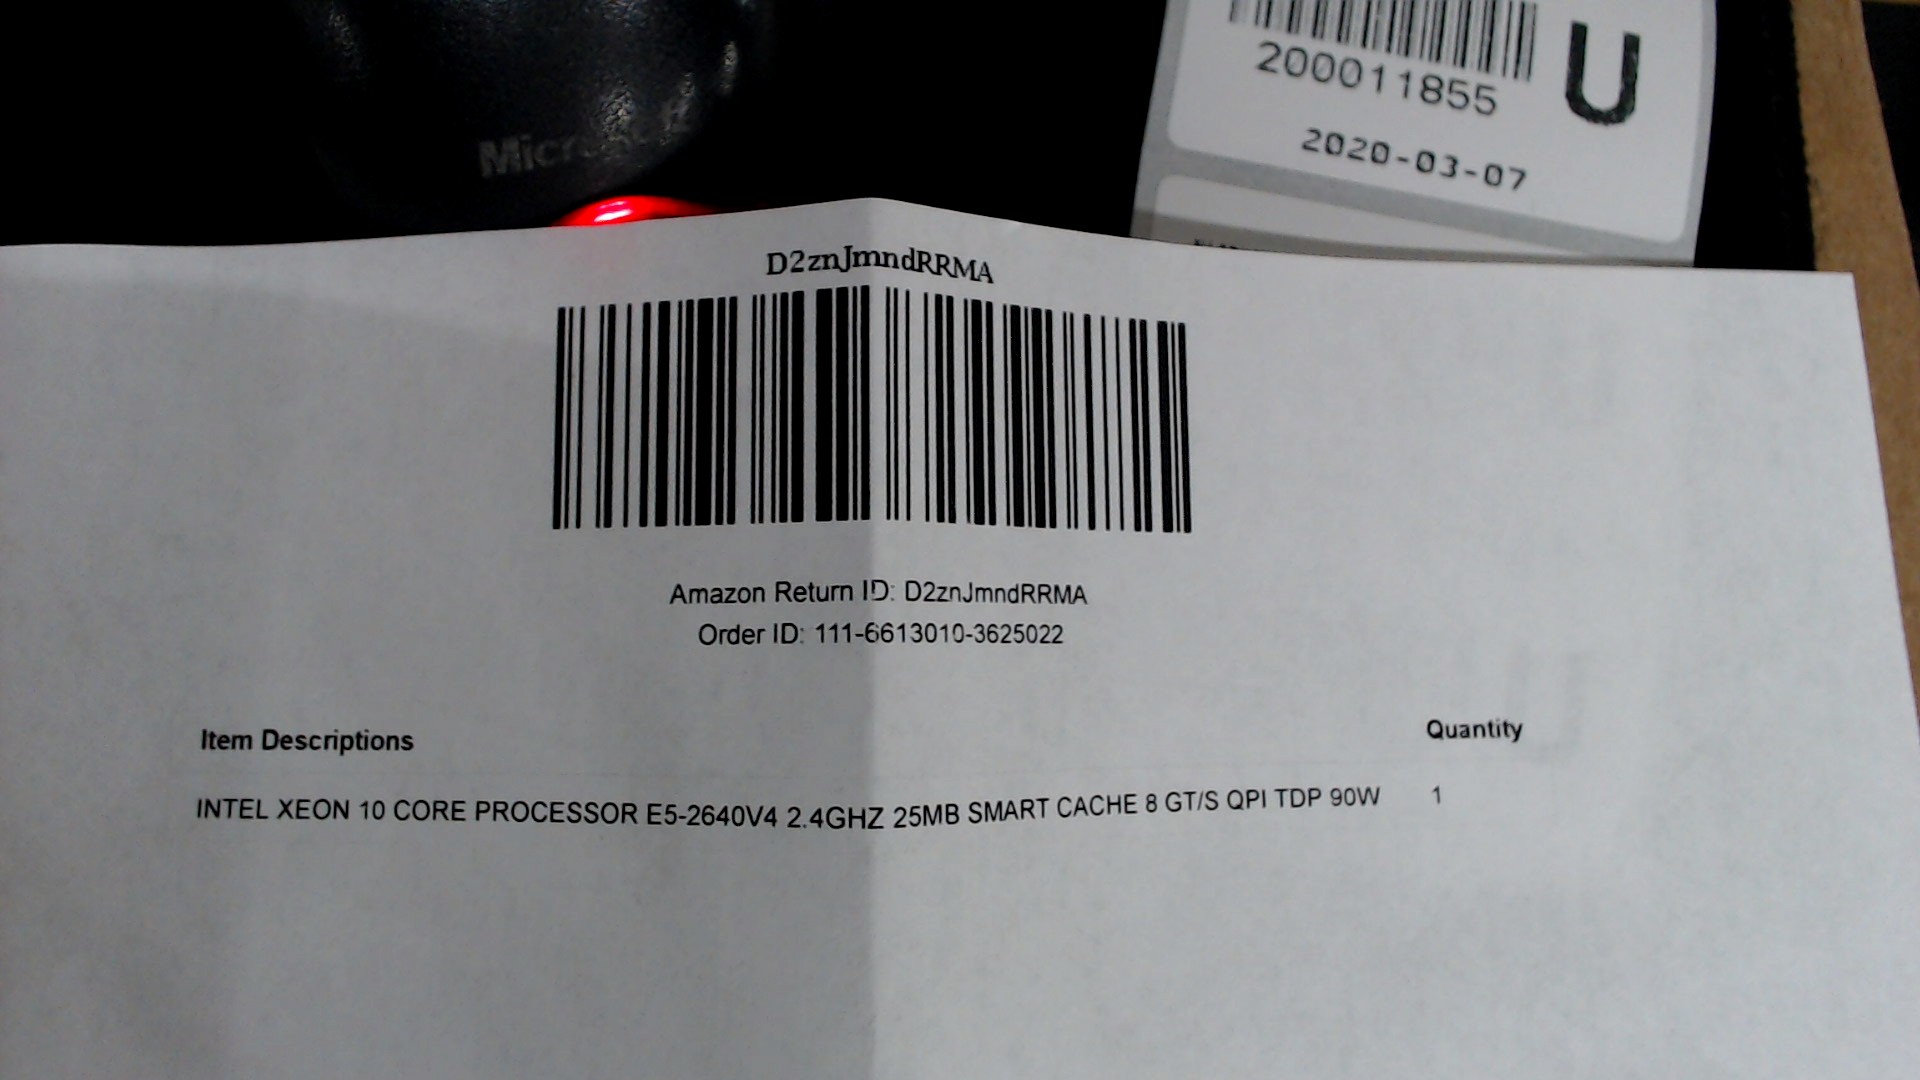 200011855 U
2020-03-07
D2znJmndRRMA
Amazon Return ID: D2znJmndRRMA
Order ID: 111-6613010-3625022
Item Descriptions Quantity
INTEL XEON 10 CORE PROCESSOR E5-2640V4 2.4GHZ 25MB SMART CACHE 8 GT/S QPI TDP 90W 1